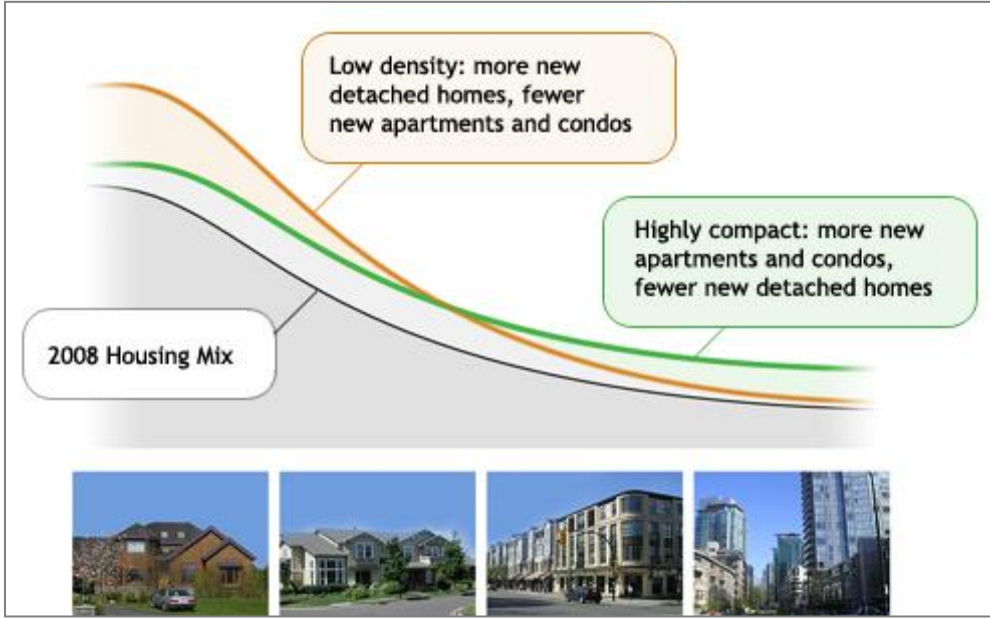 Low density: more new
detached homes, fewer
new apartments and condos
Highly compact: more new
apartments and condos,
fewer new detached homes
2008 Housing Mix